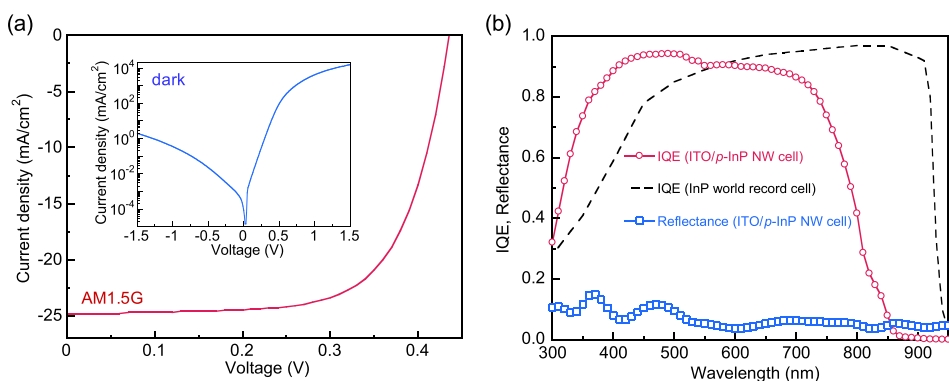 (a)
Current density (mA/cm²)
0
-5
-10
-15
-20
-25
AM1.5G
0
0.1
0.2
0.3
0.4
Voltage (V)
dark
Current density (mA/cm²)
10⁴
10²
10⁰
10⁻²
10⁻⁴
-1.5
-1
-0.5
0
0.5
1
1.5
Voltage (V)
(b)
IQE, Reflectance
1.0
0.8
0.6
0.4
0.2
0.0
IQE (ITO/p-InP NW cell)
IQE (InP world record cell)
Reflectance (ITO/p-InP NW cell)
300
400
500
600
700
800
900
Wavelength (nm)